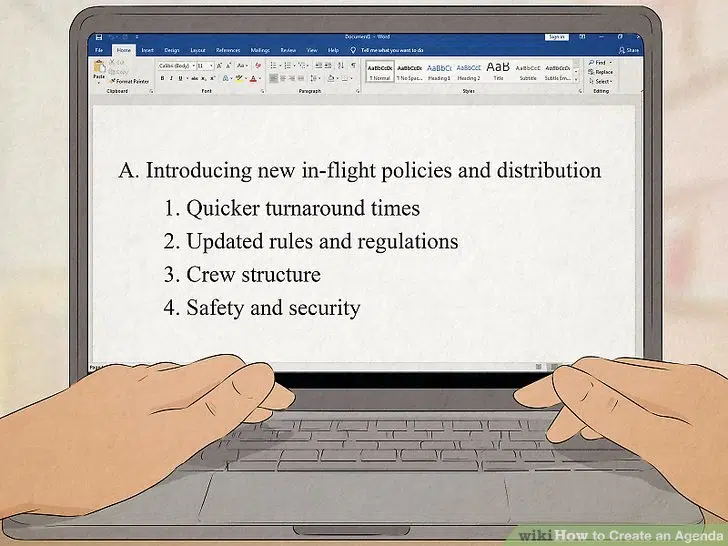 Document1 - Word
Sign in
File Home Insert Design Layout References Mailings Review View Help Tell me what you want to do Share
Paste
Cut
Copy
Format Painter
Clipboard
Calibri (Body) 11
B I U
Font
Paragraph
AaBbCcDc AaBbCcDc AaBbCc AaBbCcD AaB AaBbCcD AaBbCcDc
¶ Normal ¶ No Spac... Heading 1 Heading 2 Title Subtitle Subtle Em...
Styles
Find
Replace
Select
Editing
A. Introducing new in-flight policies and distribution
1. Quicker turnaround times
2. Updated rules and regulations
3. Crew structure
4. Safety and security
wikiHow to Create an Agenda